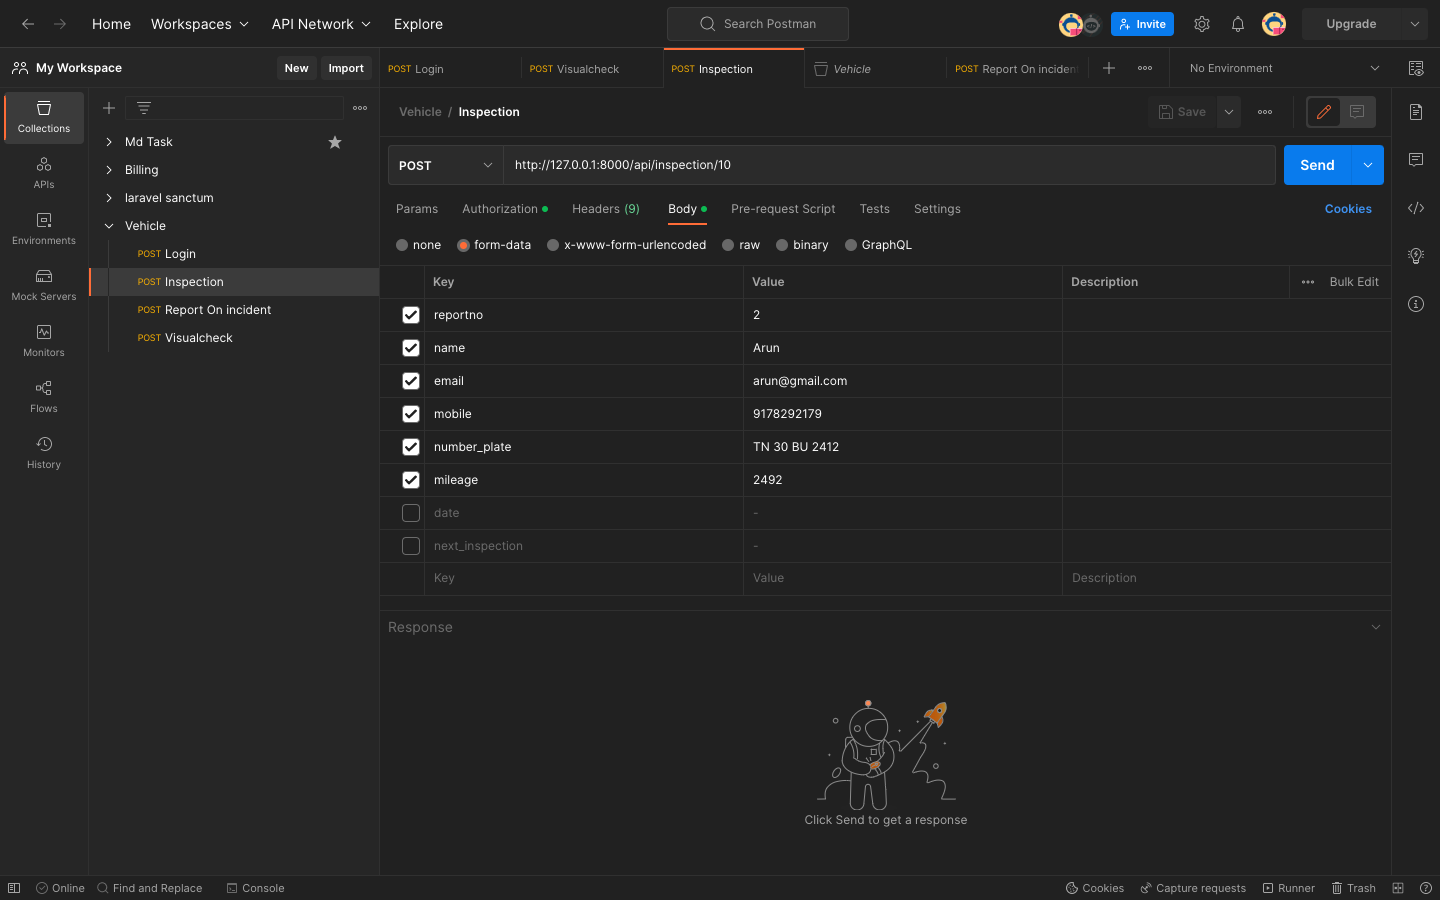 Home Workspaces API Network Explore Search Postman Invite Upgrade
My Workspace New Import POST Login POST Visualcheck POST Inspection Vehicle POST Report On inciden No Environment
Collections
APIs
Environments
Mock Servers
Monitors
Flows
History
Md Task
Billing
laravel sanctum
Vehicle
POST Login
POST Inspection
POST Report On incident
POST Visualcheck
Vehicle / Inspection Save
POST http://127.0.0.1:8000/api/inspection/10 Send
Params Authorization Headers (9) Body Pre-request Script Tests Settings Cookies
none form-data x-www-form-urlencoded raw binary GraphQL
Key Value Description Bulk Edit
reportno 2
name Arun
email arun@gmail.com
mobile 9178292179
number_plate TN 30 BU 2412
mileage 2492
date -
next_inspection -
Key Value Description
Response
Click Send to get a response
Online Find and Replace Console Cookies Capture requests Runner Trash